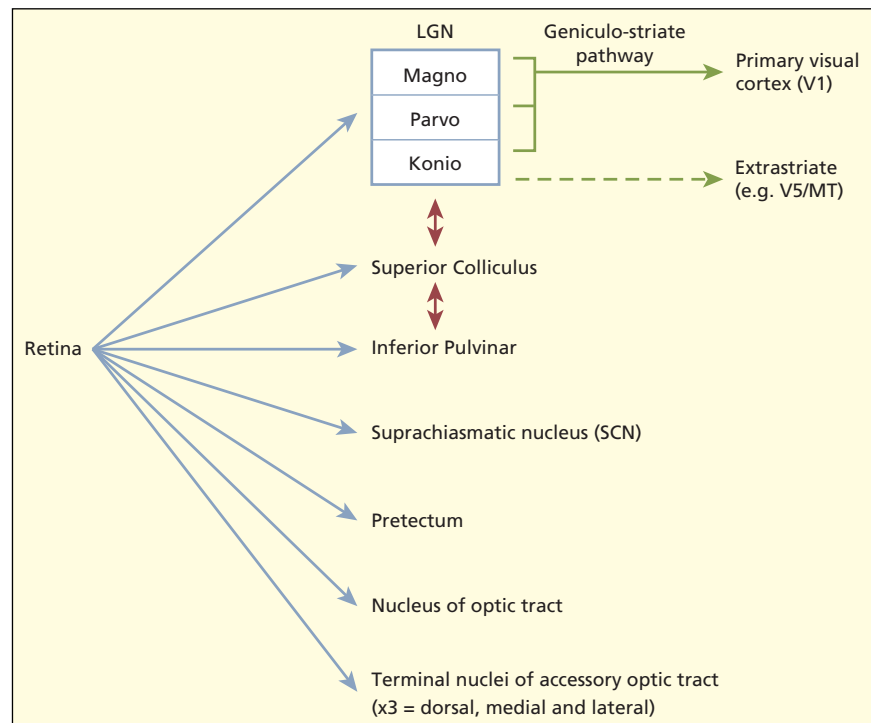 LGN
Geniculo-striate
pathway
Magno
Parvo
Konio
Primary visual
cortex (V1)
Extrastriate
(e.g. V5/MT)
Superior Colliculus
Retina
Inferior Pulvinar
Suprachiasmatic nucleus (SCN)
Pretectum
Nucleus of optic tract
Terminal nuclei of accessory optic tract
(x3 = dorsal, medial and lateral)